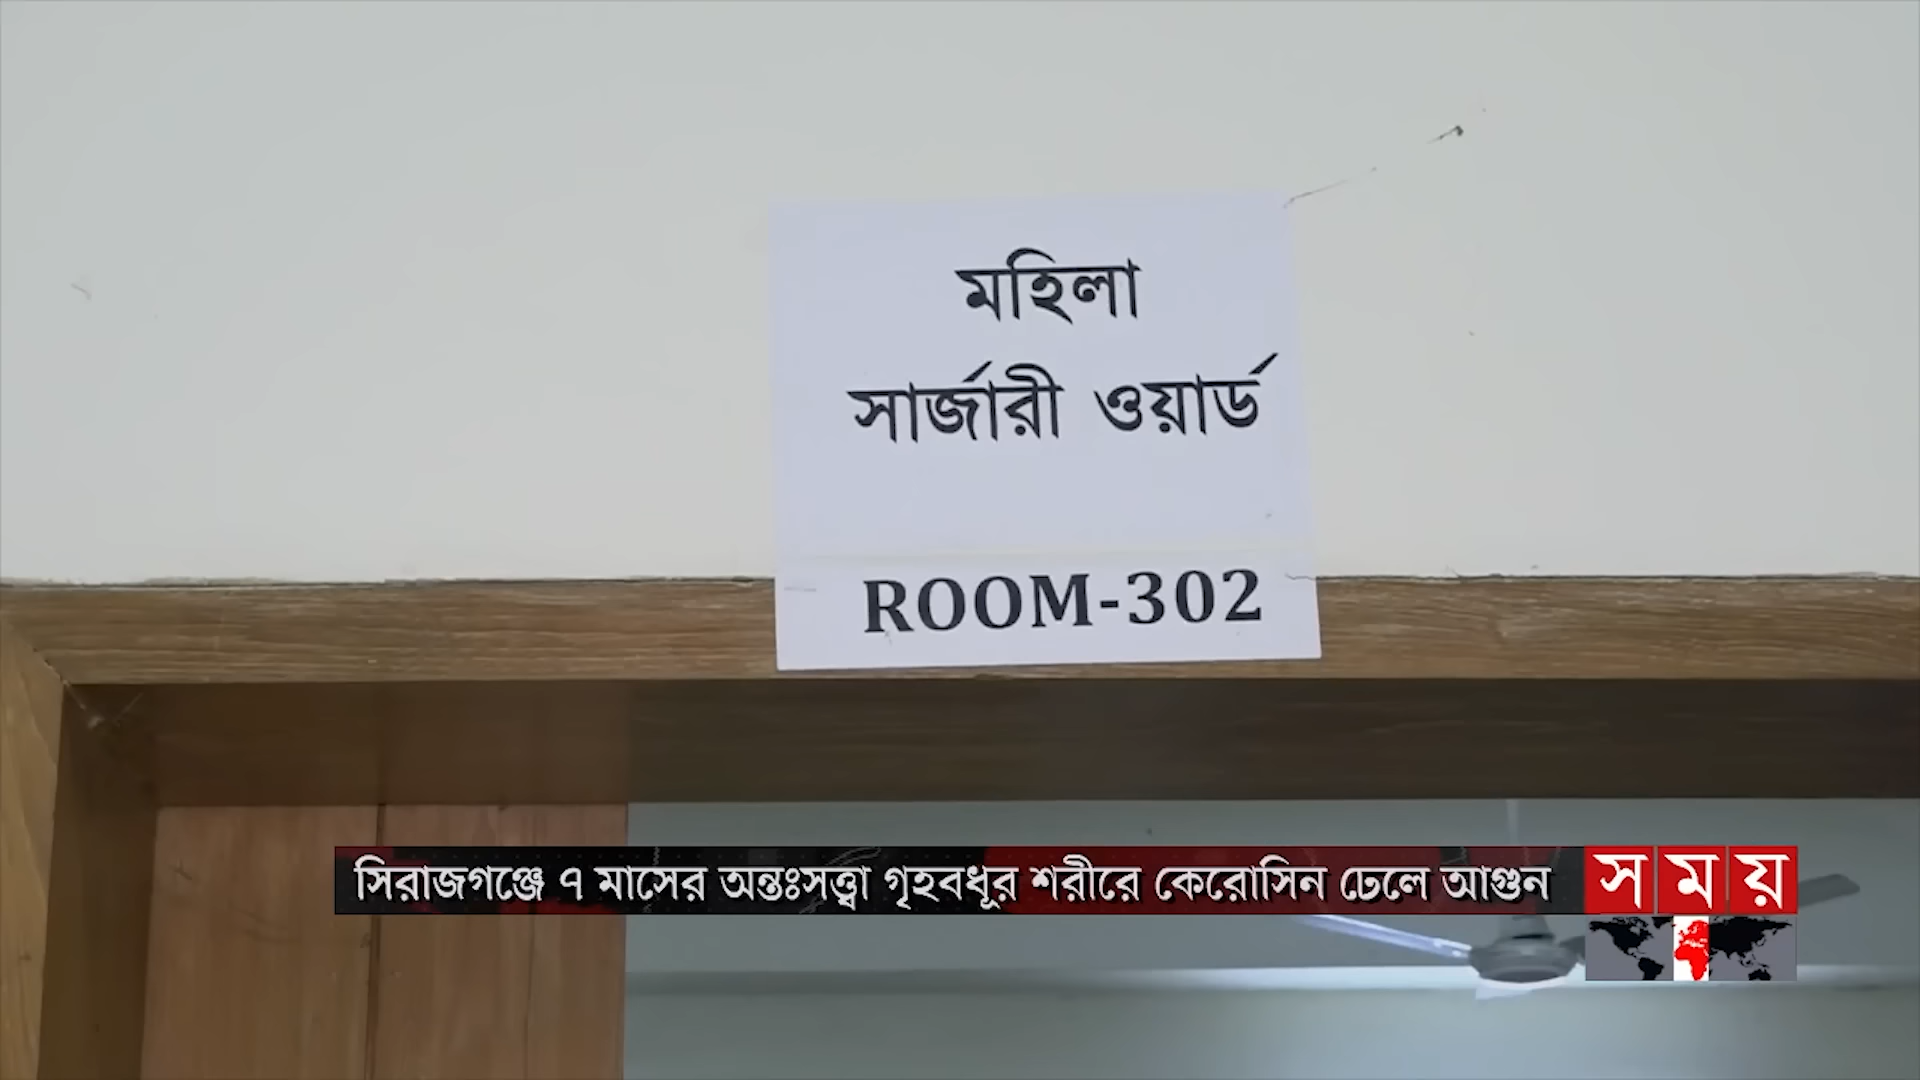 মহিলা
সার্জারী ওয়ার্ড
ROOM-302
সিরাজগঞ্জে ৭ মাসের অন্তঃসত্ত্বা গৃহবধূর শরীরে কেরোসিন ঢেলে আগুন
সময়